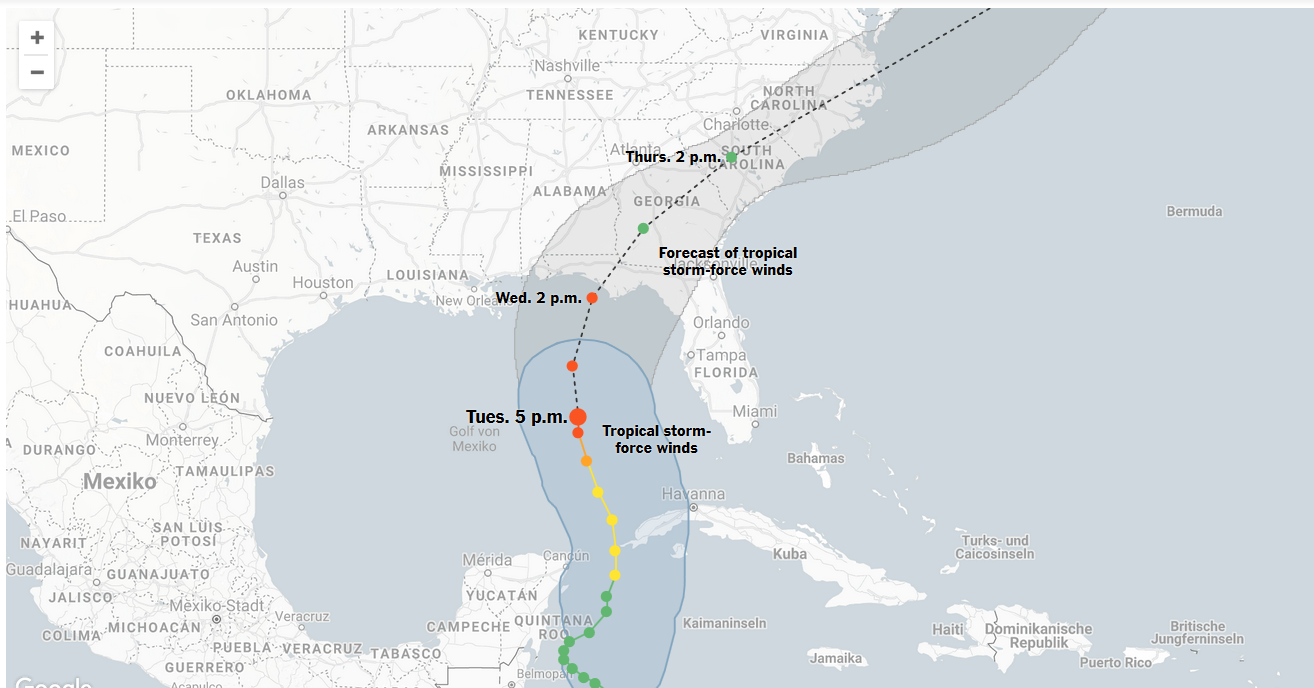 +
−
KENTUCKY
VIRGINIA
Nashville
TENNESSEE
OKLAHOMA
NORTH
CAROLINA
ARKANSAS
Charlotte
MEXICO
Atlanta
Thurs. 2 p.m.
SOUTH
CAROLINA
MISSISSIPPI
Dallas
ALABAMA
GEORGIA
El Paso
Bermuda
TEXAS
Forecast of tropical
storm-force winds
Jacksonville
Austin
LOUISIANA
Houston
New Orleans
Wed. 2 p.m.
HUAHUA
San Antonio
Orlando
COAHUILA
Tampa
FLORIDA
NUEVO LEÓN
Miami
Tues. 5 p.m.
Golf von
Mexiko
Tropical storm-
force winds
Monterrey
DURANGO
Bahamas
TAMAULIPAS
Mexiko
Havanna
SAN LUIS
POTOSÍ
NAYARIT
Turks- und
Caicosinseln
Kuba
Cancún
Mérida
Guadalajara
GUANAJUATO
JALISCO
YUCATÁN
Mexiko-Stadt
Veracruz
MICHOACÁN
COLIMA
CAMPECHE
QUINTANA
ROO
Kaimaninseln
Haiti
Dominikanische
Republik
Britische
Jungferninseln
PUEBLA
VERACRUZ
TABASCO
Jamaika
Puerto Rico
GUERRERO
Belmopan
Acapulco
Google